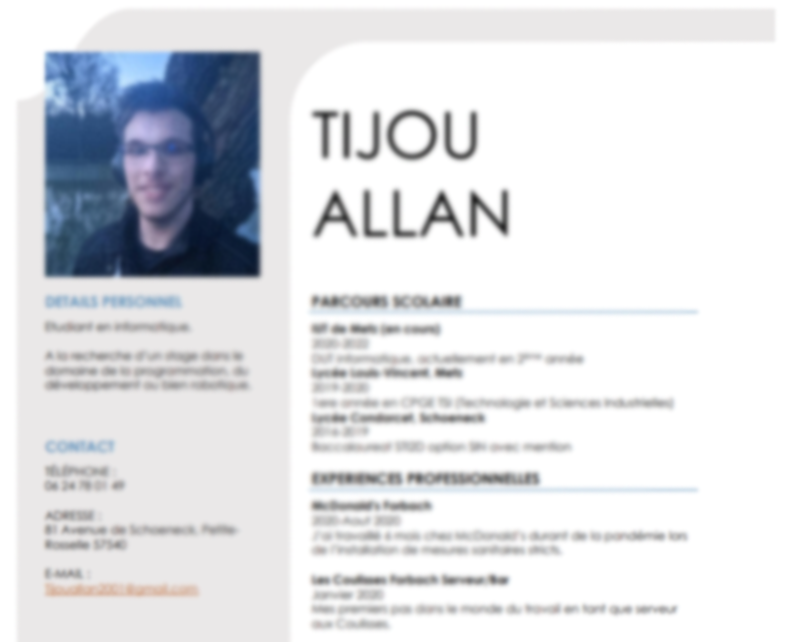 TIJOU
ALLAN
DETAILS PERSONNEL
Etudiant en informatique.
A la recherche d'un stage dans le
domaine de la programmation, du
développement ou bien robotique.
CONTACT
TÉLÉPHONE :
06 24 78 01 49
ADRESSE :
81 Avenue de Schoeneck, Petite-
Rosselle 57540
E-MAIL :
PARCOURS SCOLAIRE
IUT de Metz (en cours)
2020-2022
DUT informatique, actuellement en 2ème année
Lycée Louis-Vincent, Metz
2019-2020
1ere année en CPGE TSI (Technologie et Sciences Industrielles)
Lycée Condorcet, Schoeneck
2016-2019
Baccalaureat STI2D option SIN avec mention
EXPERIENCES PROFESSIONNELLES
McDonald's Forbach
2020-Aout 2020
J'ai travaillé 6 mois chez McDonald's durant de la pandémie lors
de l'installation de mesures sanitaires stricts.
Les Coulisses Forbach Serveur/Bar
Janvier 2020
Mes premiers pas dans le monde du travail en tant que serveur
aux Coulisses.